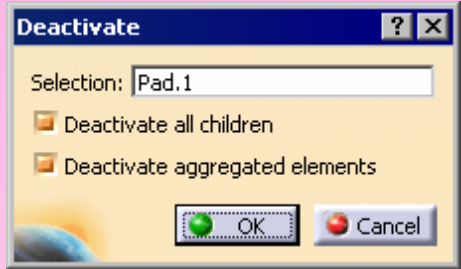 Deactivate
Selection: Pad.1
Deactivate all children
Deactivate aggregated elements
OK Cancel